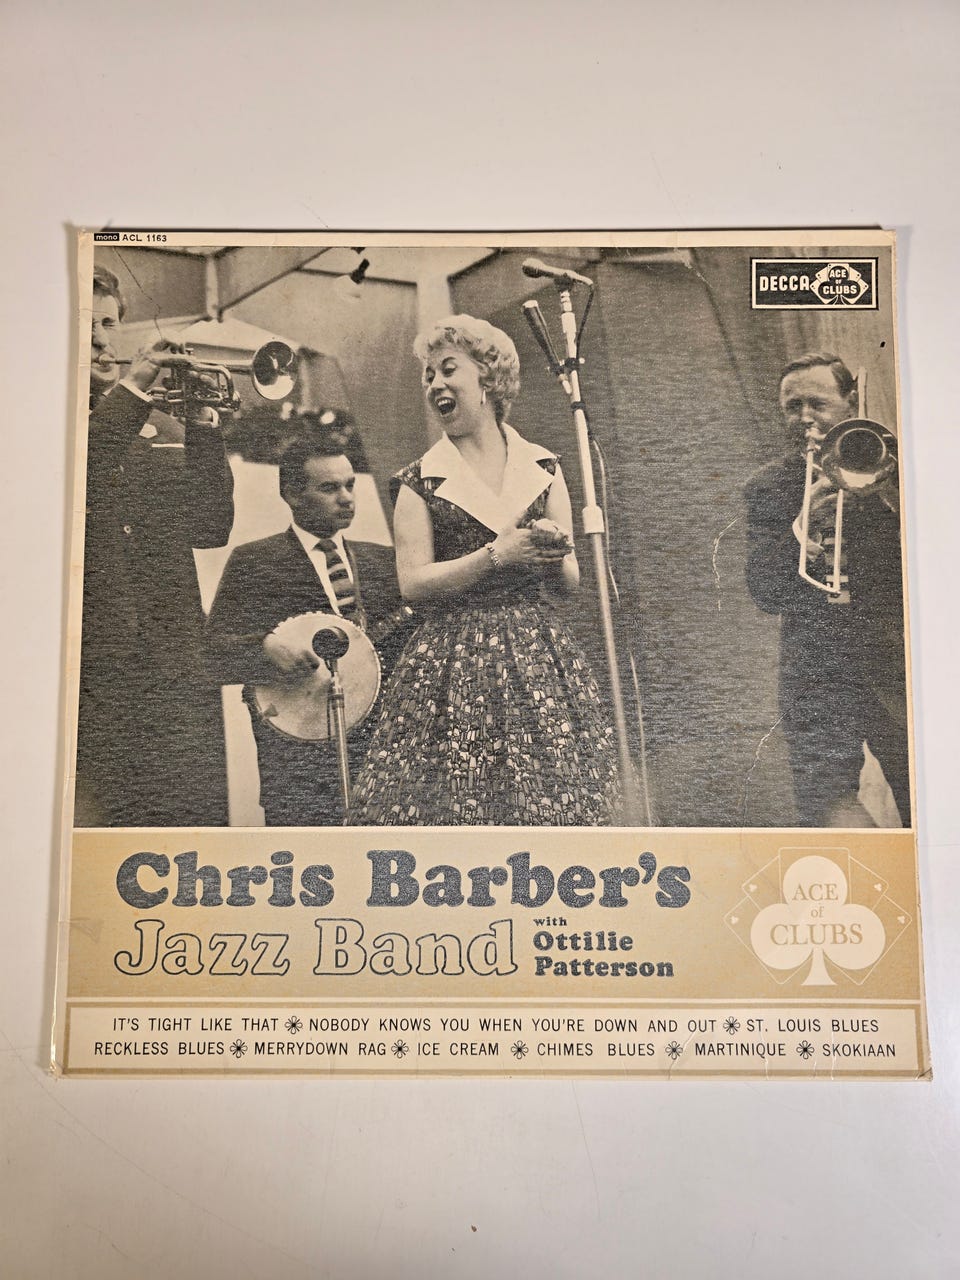 mono ACL 1163
DECCA ACE OF CLUBS
Chris Barber's
Jazz Band with Ottilie Patterson
ACE of CLUBS
IT'S TIGHT LIKE THAT NOBODY KNOWS YOU WHEN YOU'RE DOWN AND OUT ST. LOUIS BLUES
RECKLESS BLUES MERRYDOWN RAG ICE CREAM CHIMES BLUES MARTINIQUE SKOKIAAN